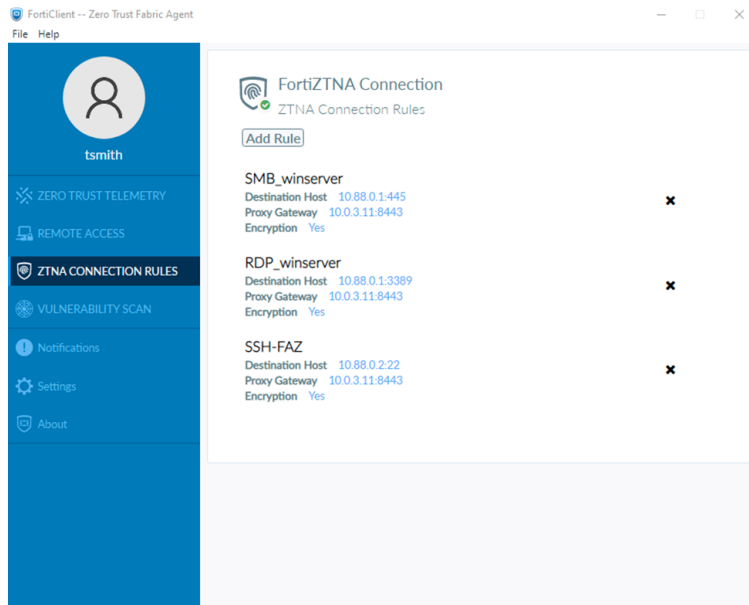 FortiClient -- Zero Trust Fabric Agent
File Help
tsmith
ZERO TRUST TELEMETRY
REMOTE ACCESS
ZTNA CONNECTION RULES
VULNERABILITY SCAN
Notifications
Settings
About
FortiZTNA Connection
ZTNA Connection Rules
Add Rule
SMB_winserver
Destination Host 10.88.0.1:445
Proxy Gateway 10.0.3.11:8443
Encryption Yes
RDP_winserver
Destination Host 10.88.0.1:3389
Proxy Gateway 10.0.3.11:8443
Encryption Yes
SSH-FAZ
Destination Host 10.88.0.2:22
Proxy Gateway 10.0.3.11:8443
Encryption Yes